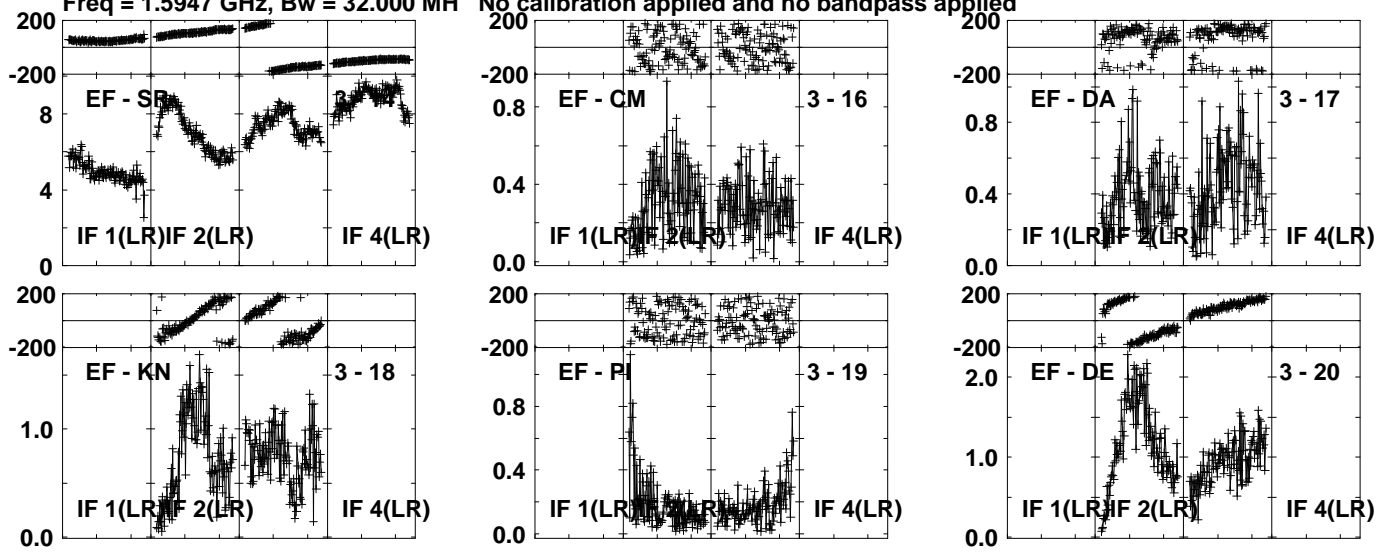 Freq = 1.5947 GHz, Bw = 32.000 MH No calibration applied and no bandpass applied
200 200 200
-200 -200 -200
EF - SR EF - CM 3 - 16 EF - DA 3 - 17
8 0.8 0.8
4 0.4 0.4
IF 1(LR) IF 2(LR) IF 4(LR) IF 1(LR) IF 2(LR) IF 4(LR) IF 1(LR) IF 2(LR) IF 4(LR)
0 0.0 0.0
200 200 200
-200 -200 -200
EF - KN 3 - 18 EF - PI 3 - 19 EF - DE 3 - 20
0.8 2.0
1.0 0.4 1.0
IF 1(LR) IF 2(LR) IF 4(LR) IF 1(LR) IF 2(LR) IF 4(LR) IF 1(LR) IF 2(LR) IF 4(LR)
0.0 0.0 0.0